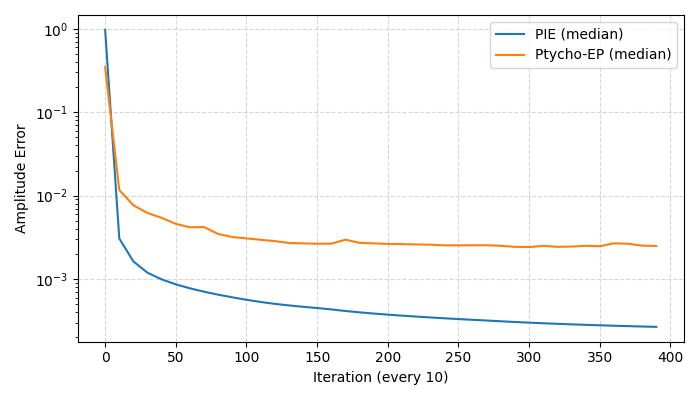 PIE (median)
Ptycho-EP (median)
Amplitude Error
10⁰
10⁻¹
10⁻²
10⁻³
0 50 100 150 200 250 300 350 400
Iteration (every 10)